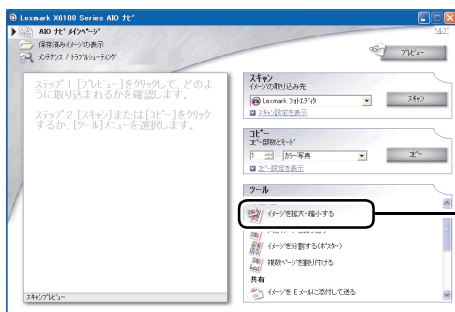 Lexmark X6100 Series AIO ﾅﾋﾞ
AIO ﾅﾋﾞ ﾒｲﾝﾍﾟｰｼﾞ
ﾍﾙﾌﾟ
保存済みｲﾒｰｼﾞの表示
ﾒﾝﾃﾅﾝｽ / ﾄﾗﾌﾞﾙｼｭｰﾃｨﾝｸﾞ
ﾌﾟﾚﾋﾞｭｰ
ステップ 1 [プレビュー]をクリックして、どのよ
うに取り込まれるかを確認します。
ステップ 2 [スキャン]または[コピー]をクリック
するか、[ツール]メニューを選択します。
スキャン
ｲﾒｰｼﾞの取り込み先
Lexmark ﾌｫﾄｴﾃﾞｨﾀ
ｽｷｬﾝ
ｽｷｬﾝ設定を表示
ｺﾋﾟｰ
ｺﾋﾟｰ部数とﾓｰﾄﾞ
1
ｶﾗｰ写真
ｺﾋﾟｰ
ｺﾋﾟｰ設定を表示
ツール
ｲﾒｰｼﾞを拡大・縮小する
ｲﾒｰｼﾞを分割する(ﾎﾟｽﾀｰ)
複数ﾍﾟｰｼﾞを割り付ける
共有
ｲﾒｰｼﾞを E ﾒｰﾙに添付して送る
ｽｷｬﾝﾌﾟﾚﾋﾞｭｰ